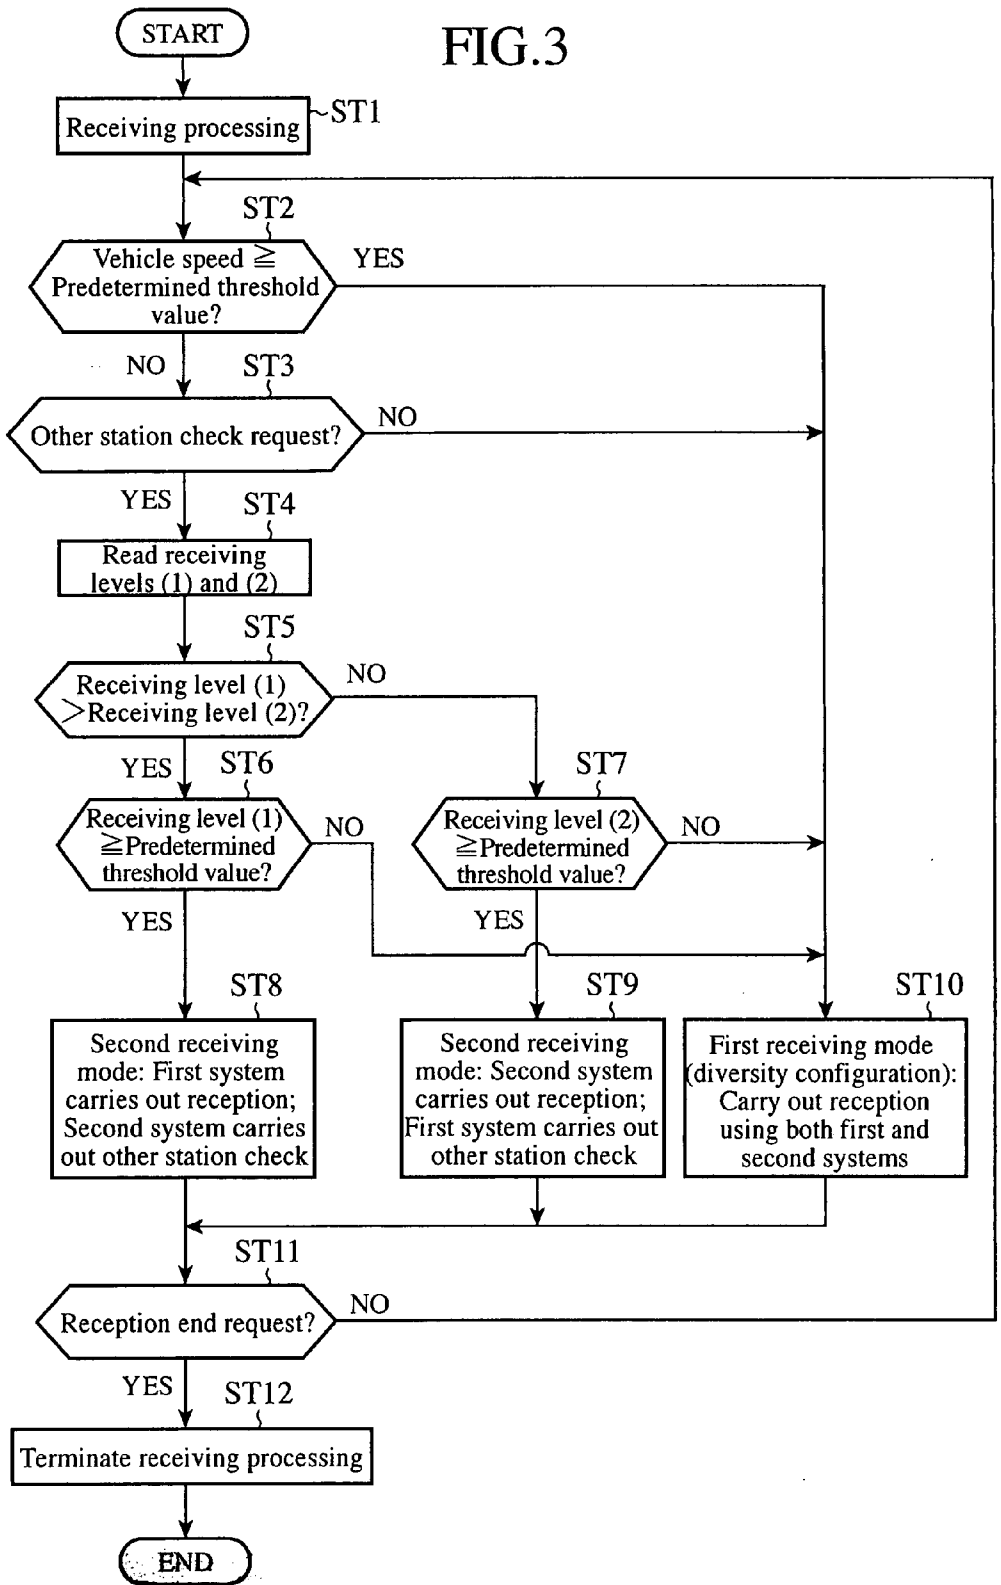 START
FIG.3
Receiving processing
ST1
ST2
Vehicle speed ≧
Predetermined threshold
value?
YES
NO
ST3
Other station check request?
NO
YES
ST4
Read receiving
levels (1) and (2)
ST5
Receiving level (1)
>Receiving level (2)?
NO
YES
ST6
Receiving level (1)
≧Predetermined
threshold value?
NO
ST7
Receiving level (2)
≧Predetermined
threshold value?
NO
YES
YES
ST8
Second receiving
mode: First system
carries out reception;
Second system carries
out other station check
ST9
Second receiving
mode: Second system
carries out reception;
First system carries out
other station check
ST10
First receiving mode
(diversity configuration):
Carry out reception
using both first and
second systems
ST11
Reception end request?
NO
YES
ST12
Terminate receiving processing
END